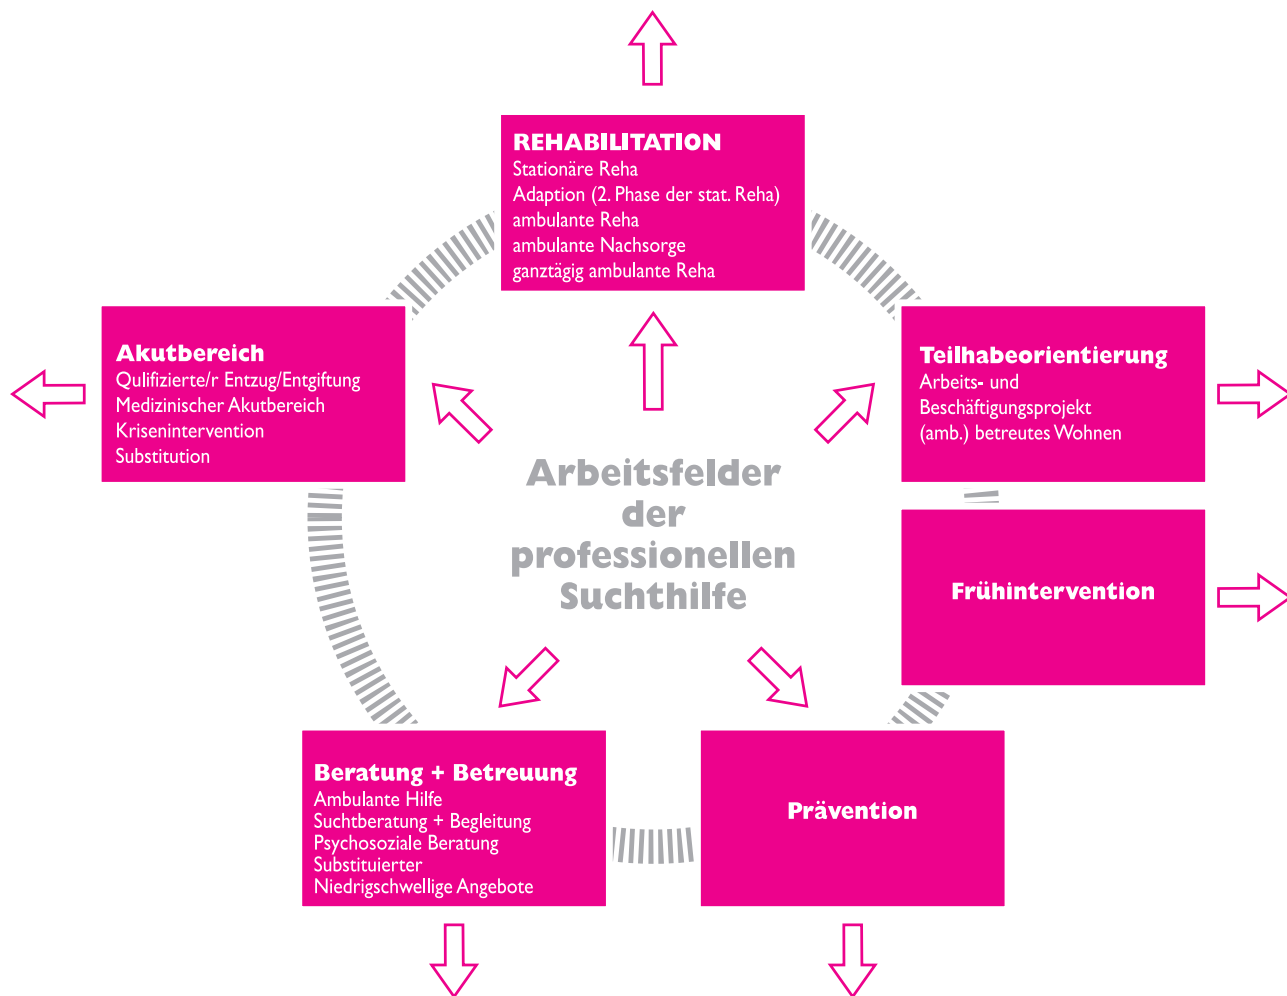 REHABILITATION
Stationäre Reha
Adaption (2. Phase der stat. Reha)
ambulante Reha
ambulante Nachsorge
ganztägig ambulante Reha
Akutbereich
Qulifizierte/r Entzug/Entgiftung
Medizinischer Akutbereich
Krisenintervention
Substitution
Teilhabeorientierung
Arbeits- und
Beschäftigungsprojekt
(amb.) betreutes Wohnen
Arbeitsfelder
der
professionellen
Suchthilfe
Frühintervention
Beratung + Betreuung
Ambulante Hilfe
Suchtberatung + Begleitung
Psychosoziale Beratung
Substituierter
Niedrigschwellige Angebote
Prävention